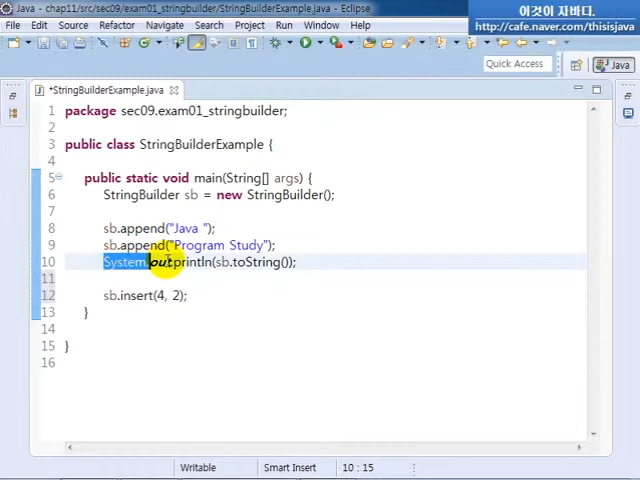 Java - chap11/src/sec09/exam01_stringbuilder/StringBuilderExample.java - Eclipse
이것이 자바다.
http://cafe.naver.com/thisisjava
File Edit Source Refactor Navigate Search Project Run Window Help
Quick Access
Java
*StringBuilderExample.java
1 package sec09.exam01_stringbuilder;
2
3 public class StringBuilderExample {
4
5 public static void main(String[] args) {
6 StringBuilder sb = new StringBuilder();
7
8 sb.append("Java ");
9 sb.append("Program Study");
10 System.out.println(sb.toString());
11
12 sb.insert(4, 2);
13 }
14
15 }
16
Writable Smart Insert 10 : 15